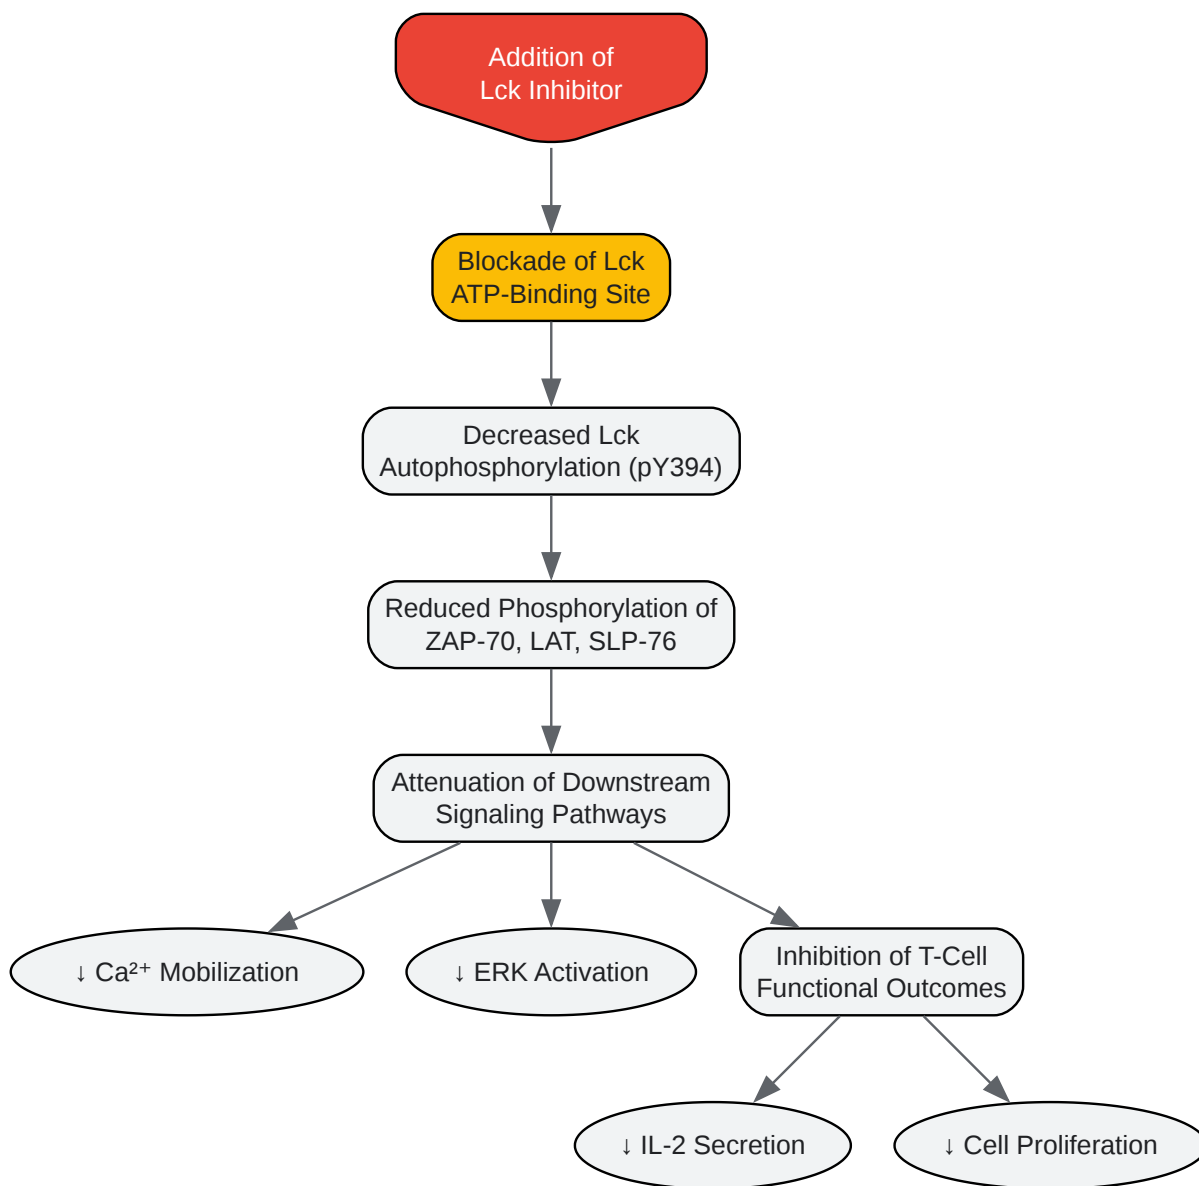 Addition of
Lck Inhibitor
Blockade of Lck
ATP-Binding Site
Decreased Lck
Autophosphorylation (pY394)
Reduced Phosphorylation of
ZAP-70, LAT, SLP-76
Attenuation of Downstream
Signaling Pathways
↓ Ca²⁺ Mobilization
↓ ERK Activation
Inhibition of T-Cell
Functional Outcomes
↓ IL-2 Secretion
↓ Cell Proliferation